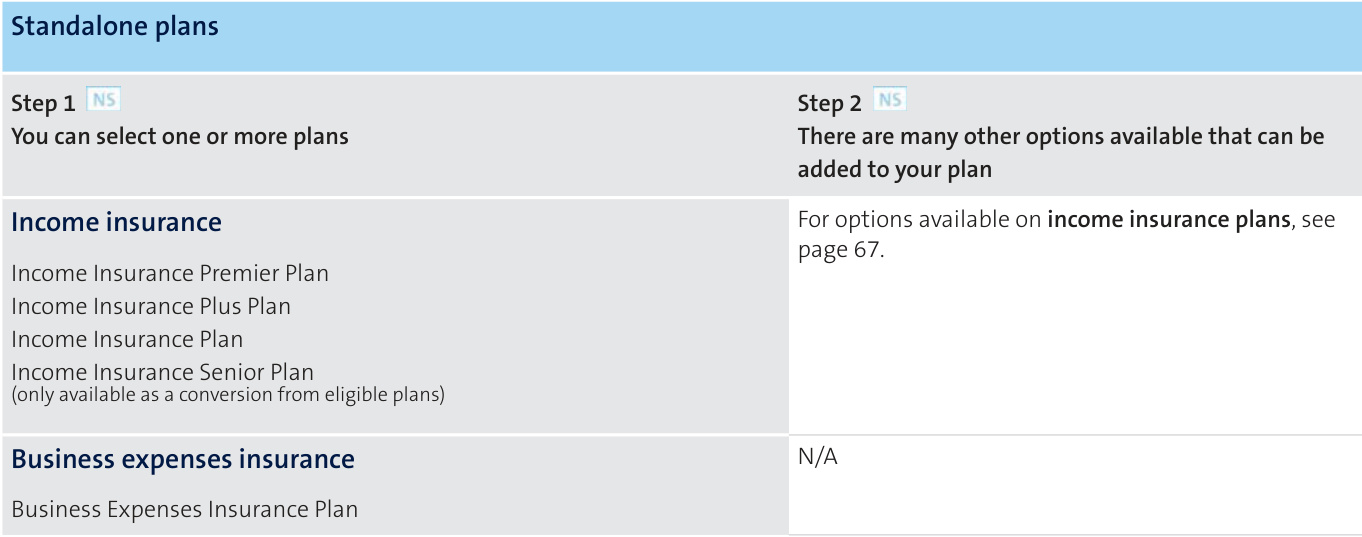 Standalone plans
Step 1 NS
You can select one or more plans
Step 2 NS
There are many other options available that can be
added to your plan
Income insurance
Income Insurance Premier Plan
Income Insurance Plus Plan
Income Insurance Plan
Income Insurance Senior Plan
(only available as a conversion from eligible plans)
For options available on income insurance plans, see
page 67.
Business expenses insurance
Business Expenses Insurance Plan
N/A